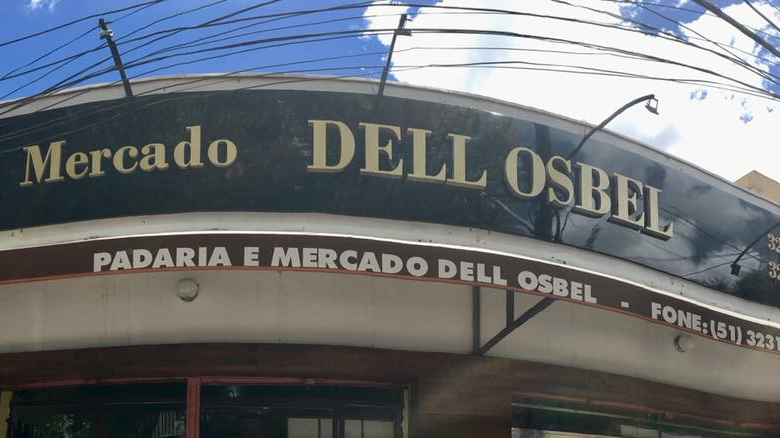 Mercado DELL OSBEL
PADARIA E MERCADO DELL OSBEL - FONE: (51) 3231